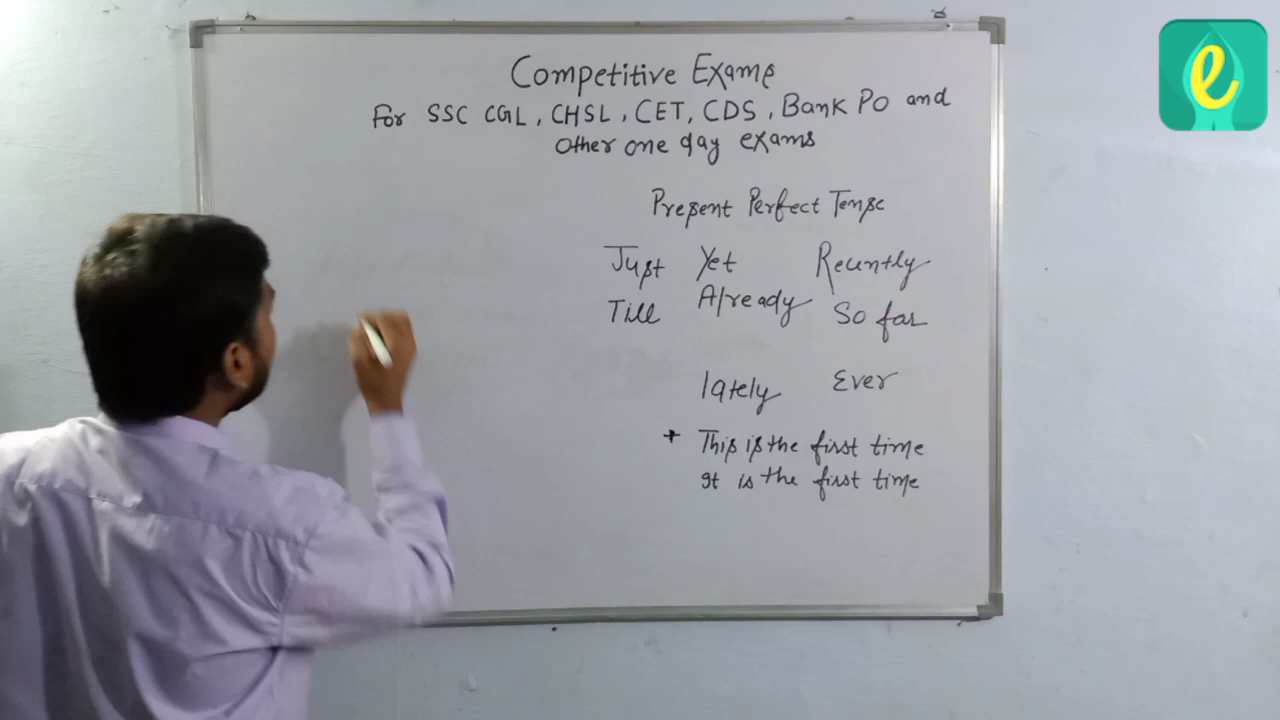 Competitive Exams
For SSC CGL, CHSL, CET, CDS, Bank PO and
Other one day exams
Present Perfect Tense
Just Yet Recently
Till Already So far
lately Ever
+ This is the first time
It is the first time
e